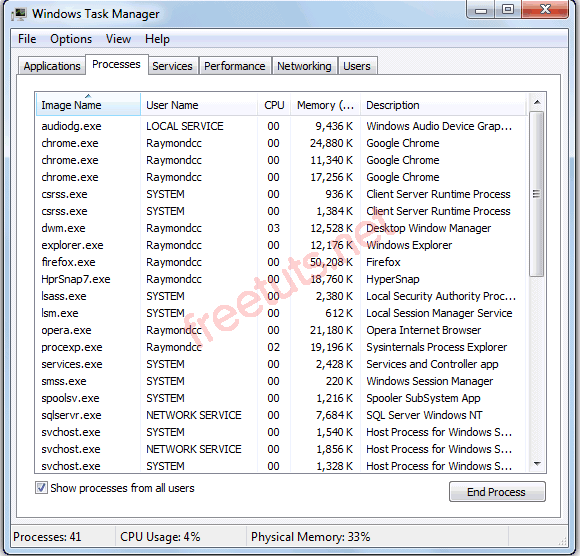 Windows Task Manager
File Options View Help
Applications Processes Services Performance Networking Users
Image Name User Name CPU Memory (... Description
audiodg.exe LOCAL SERVICE 00 9,436 K Windows Audio Device Grap...
chrome.exe Raymondcc 00 24,880 K Google Chrome
chrome.exe Raymondcc 00 11,340 K Google Chrome
chrome.exe Raymondcc 00 17,256 K Google Chrome
csrss.exe SYSTEM 00 936 K Client Server Runtime Process
csrss.exe SYSTEM 00 1,384 K Client Server Runtime Process
dwm.exe Raymondcc 03 12,528 K Desktop Window Manager
explorer.exe Raymondcc 00 12,176 K Windows Explorer
firefox.exe Raymondcc 00 50,208 K Firefox
HprSnap7.exe Raymondcc 00 18,760 K HyperSnap
lsass.exe SYSTEM 00 2,380 K Local Security Authority Proc...
lsm.exe SYSTEM 00 612 K Local Session Manager Service
opera.exe Raymondcc 00 21,180 K Opera Internet Browser
procexp.exe Raymondcc 02 19,196 K Sysinternals Process Explorer
services.exe SYSTEM 00 2,428 K Services and Controller app
smss.exe SYSTEM 00 220 K Windows Session Manager
spoolsv.exe SYSTEM 00 1,216 K Spooler SubSystem App
sqlservr.exe NETWORK SERVICE 00 7,684 K SQL Server Windows NT
svchost.exe SYSTEM 00 1,540 K Host Process for Windows S...
svchost.exe NETWORK SERVICE 00 1,856 K Host Process for Windows S...
svchost.exe SYSTEM 00 1,328 K Host Process for Windows S...
freetuts.net
Show processes from all users
End Process
Processes: 41 CPU Usage: 4% Physical Memory: 33%